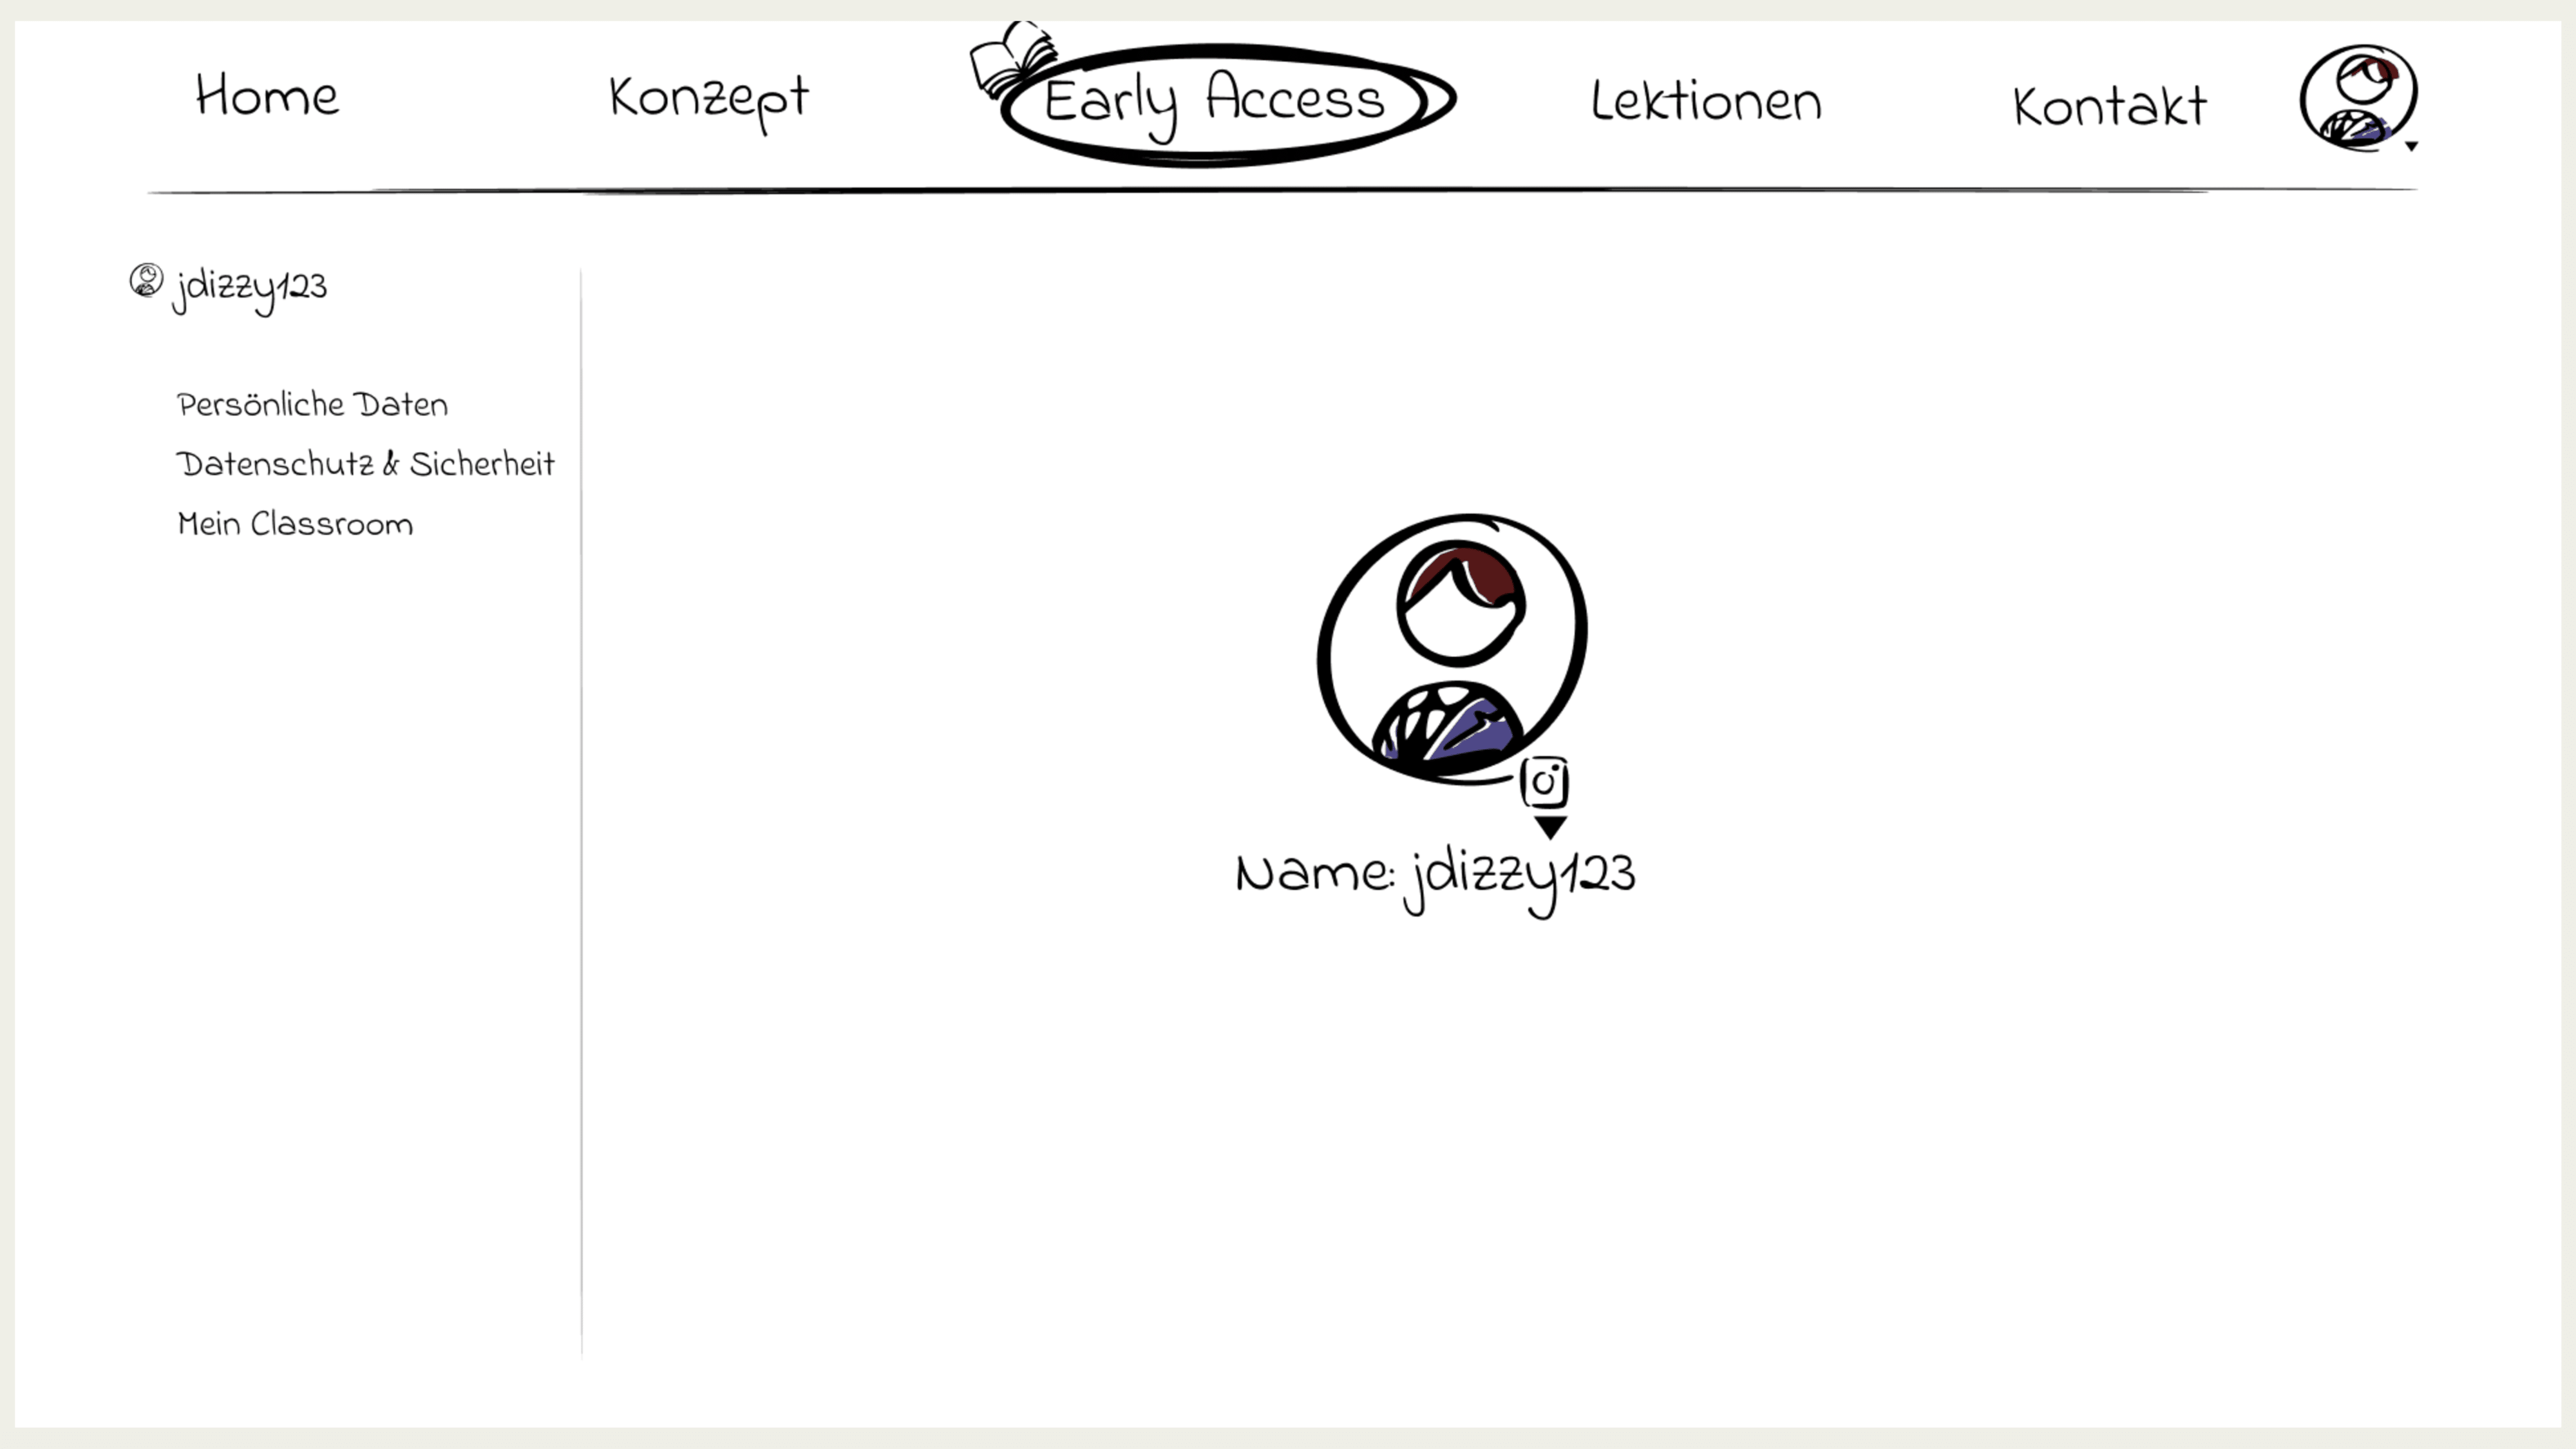 Home Konzept Early Access Lektionen Kontakt
jdizzy123
Persönliche Daten
Datenschutz & Sicherheit
Mein Classroom
Name: jdizzy123